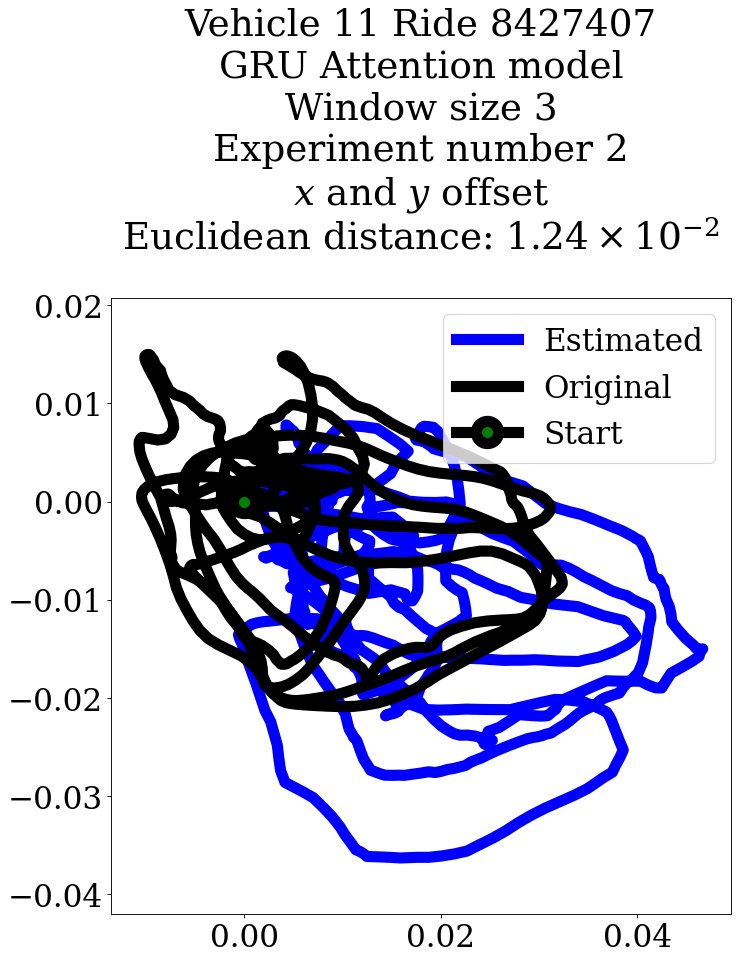 Vehicle 11 Ride 8427407
GRU Attention model
Window size 3
Experiment number 2
x and y offset
Euclidean distance: 1.24 × 10⁻²
0.02
0.01
0.00
−0.01
−0.02
−0.03
−0.04
Estimated
Original
Start
0.00 0.02 0.04